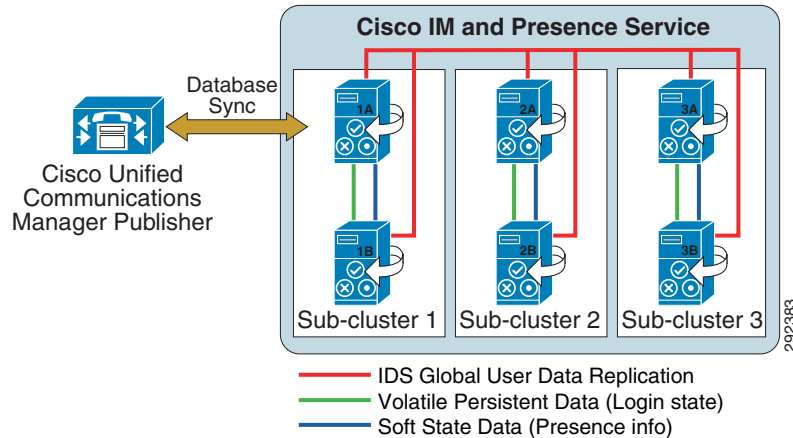 Cisco IM and Presence Service
Database
Sync
Cisco Unified
Communications
Manager Publisher
1A
2A
3A
1B
2B
3B
Sub-cluster 1
Sub-cluster 2
Sub-cluster 3
292383
IDS Global User Data Replication
Volatile Persistent Data (Login state)
Soft State Data (Presence info)